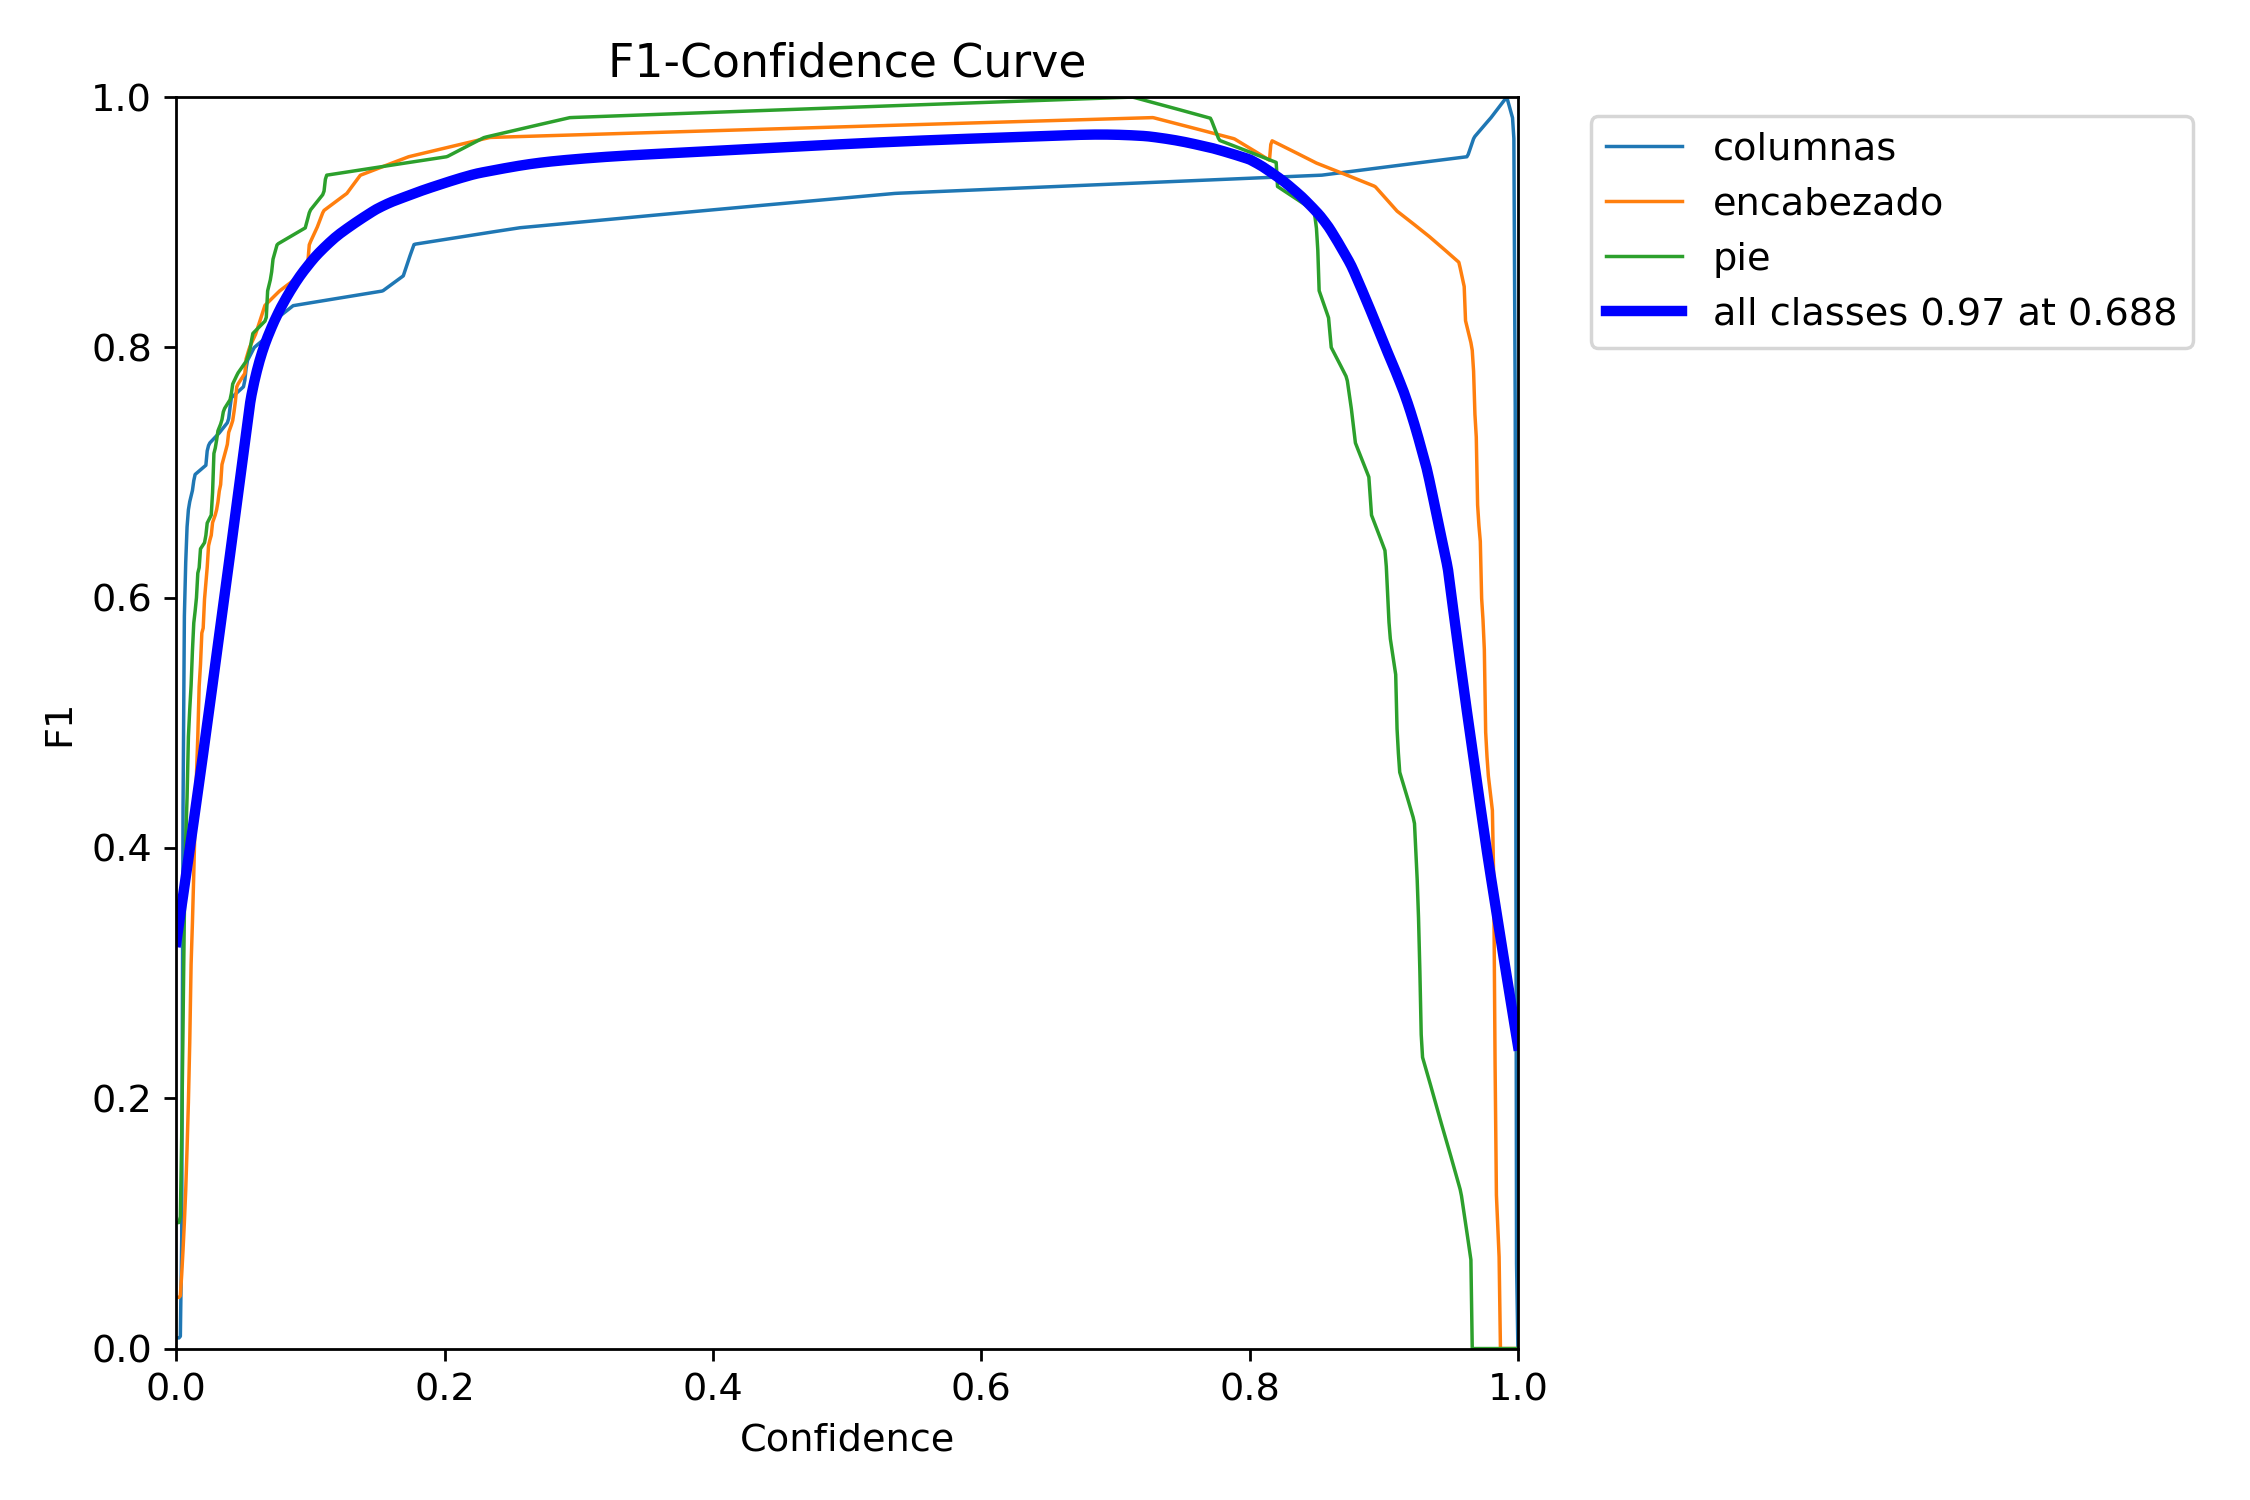 F1-Confidence Curve
1.0
0.8
0.6
0.4
0.2
0.0
F1
0.0 0.2 0.4 0.6 0.8 1.0
Confidence
columnas
encabezado
pie
all classes 0.97 at 0.688